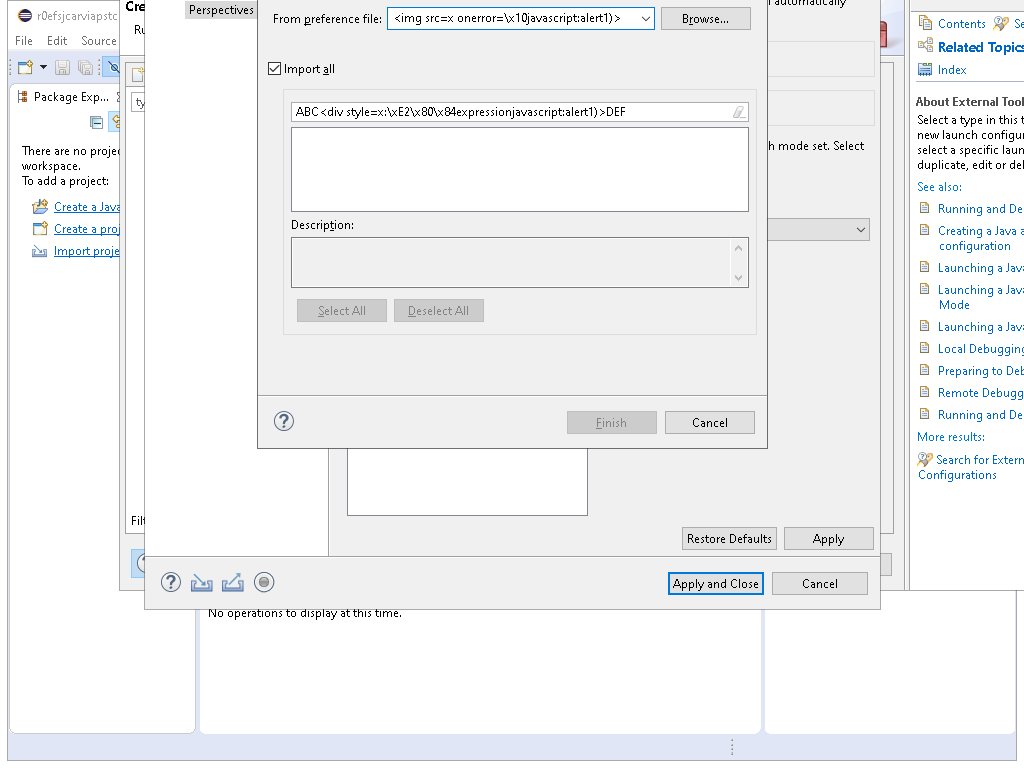 r0efsjcarviapstc
File Edit Source
Package Exp...
There are no proje
workspace.
To add a project:
Create a Java
Create a proj
Import proje
Cre
Ru
ty
Filt
Perspectives
From preference file: <img src=x onerror=\x10javascript:alert1)> Browse...
Import all
ABC<div style=x:\xE2\x80\x84expressionjavascript:alert1)>DEF
Description:
Select All Deselect All
Finish Cancel
automatically
h mode set. Select
Restore Defaults Apply
Apply and Close Cancel
No operations to display at this time.
Contents Se
Related Topics
Index
About External Tool
Select a type in this t
new launch configur
select a specific laun
duplicate, edit or del
See also:
Running and De
Creating a Java a
configuration
Launching a Java
Launching a Java
Mode
Launching a Java
Local Debugging
Preparing to Deb
Remote Debugg
Running and De
More results:
Search for Extern
Configurations